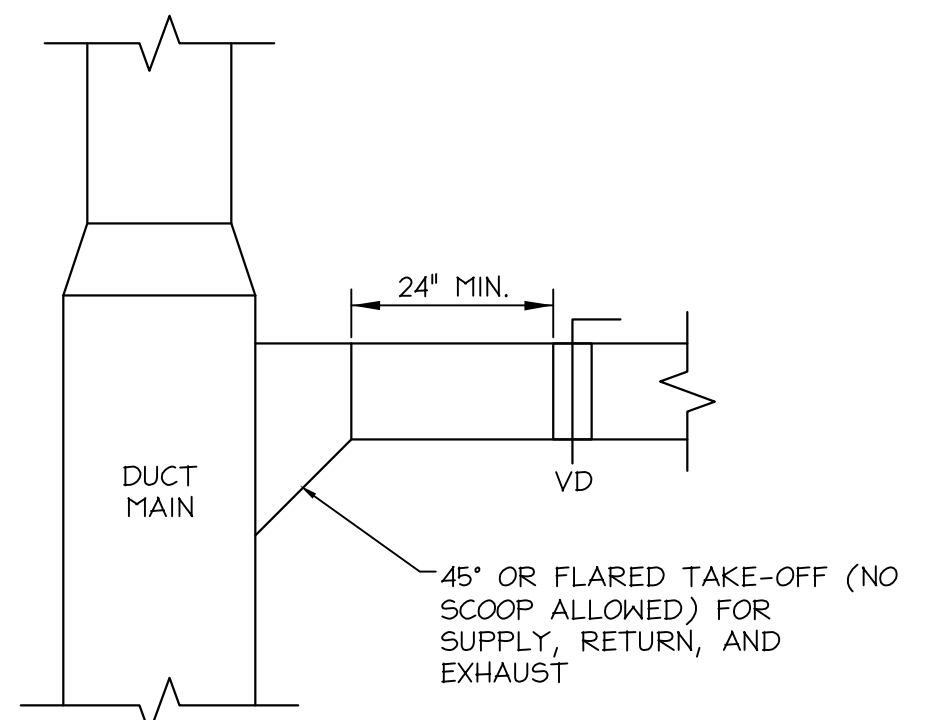 24" MIN.
DUCT
MAIN
VD
45° OR FLARED TAKE-OFF (NO
SCOOP ALLOWED) FOR
SUPPLY, RETURN, AND
EXHAUST